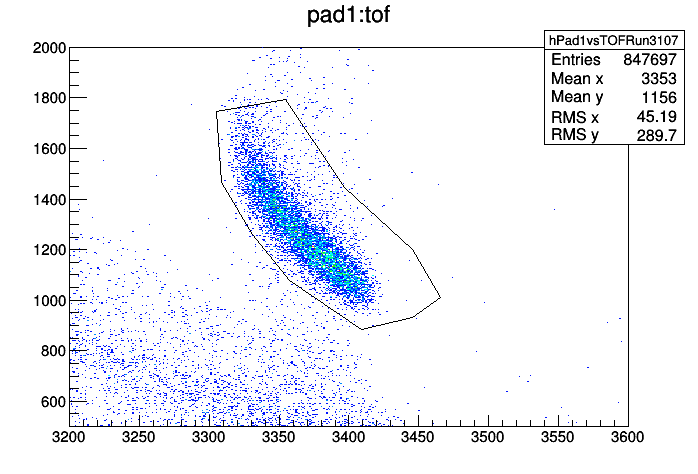 pad1:tof
hPad1vsTOFRun3107
Entries 847697
Mean x 3353
Mean y 1156
RMS x 45.19
RMS y 289.7
2000
1800
1600
1400
1200
1000
800
600
3200 3250 3300 3350 3400 3450 3500 3550 3600